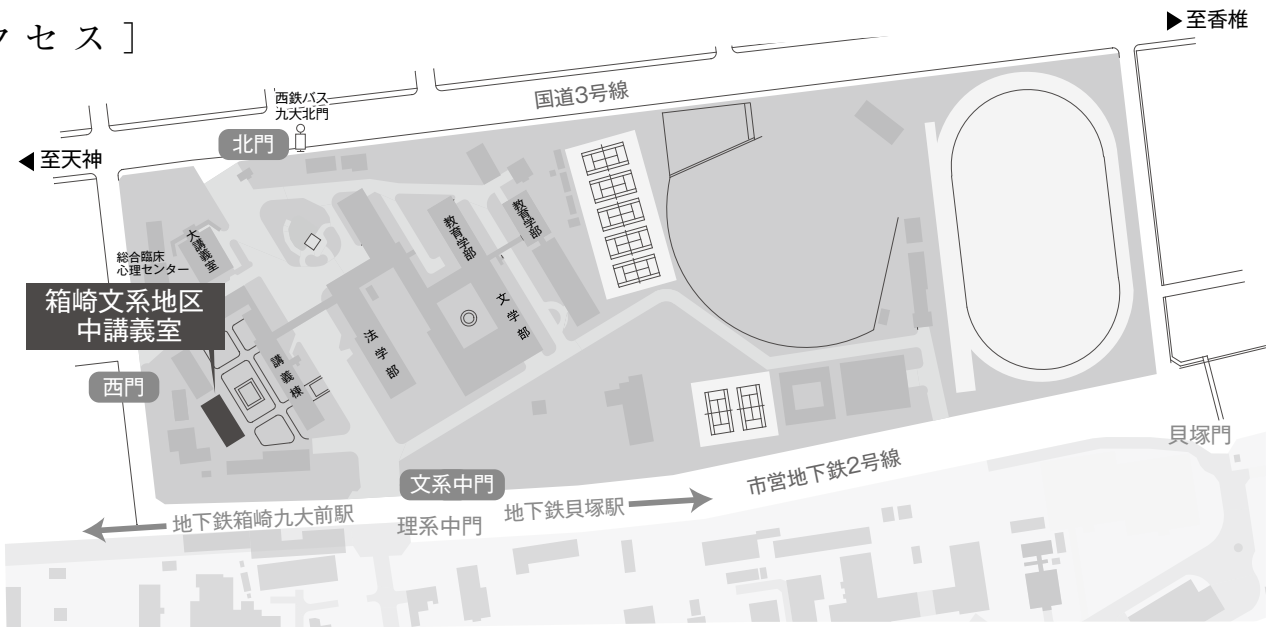 クセス］
▶至香椎
国道3号線
西鉄バス
九大北門
北門
◀至天神
大講義室
総合臨床
心理センター
教育学部
教育学部
箱崎文系地区
中講義室
文学部
法学部
講義棟
西門
貝塚門
市営地下鉄2号線
文系中門
地下鉄箱崎九大前駅
理系中門
地下鉄貝塚駅